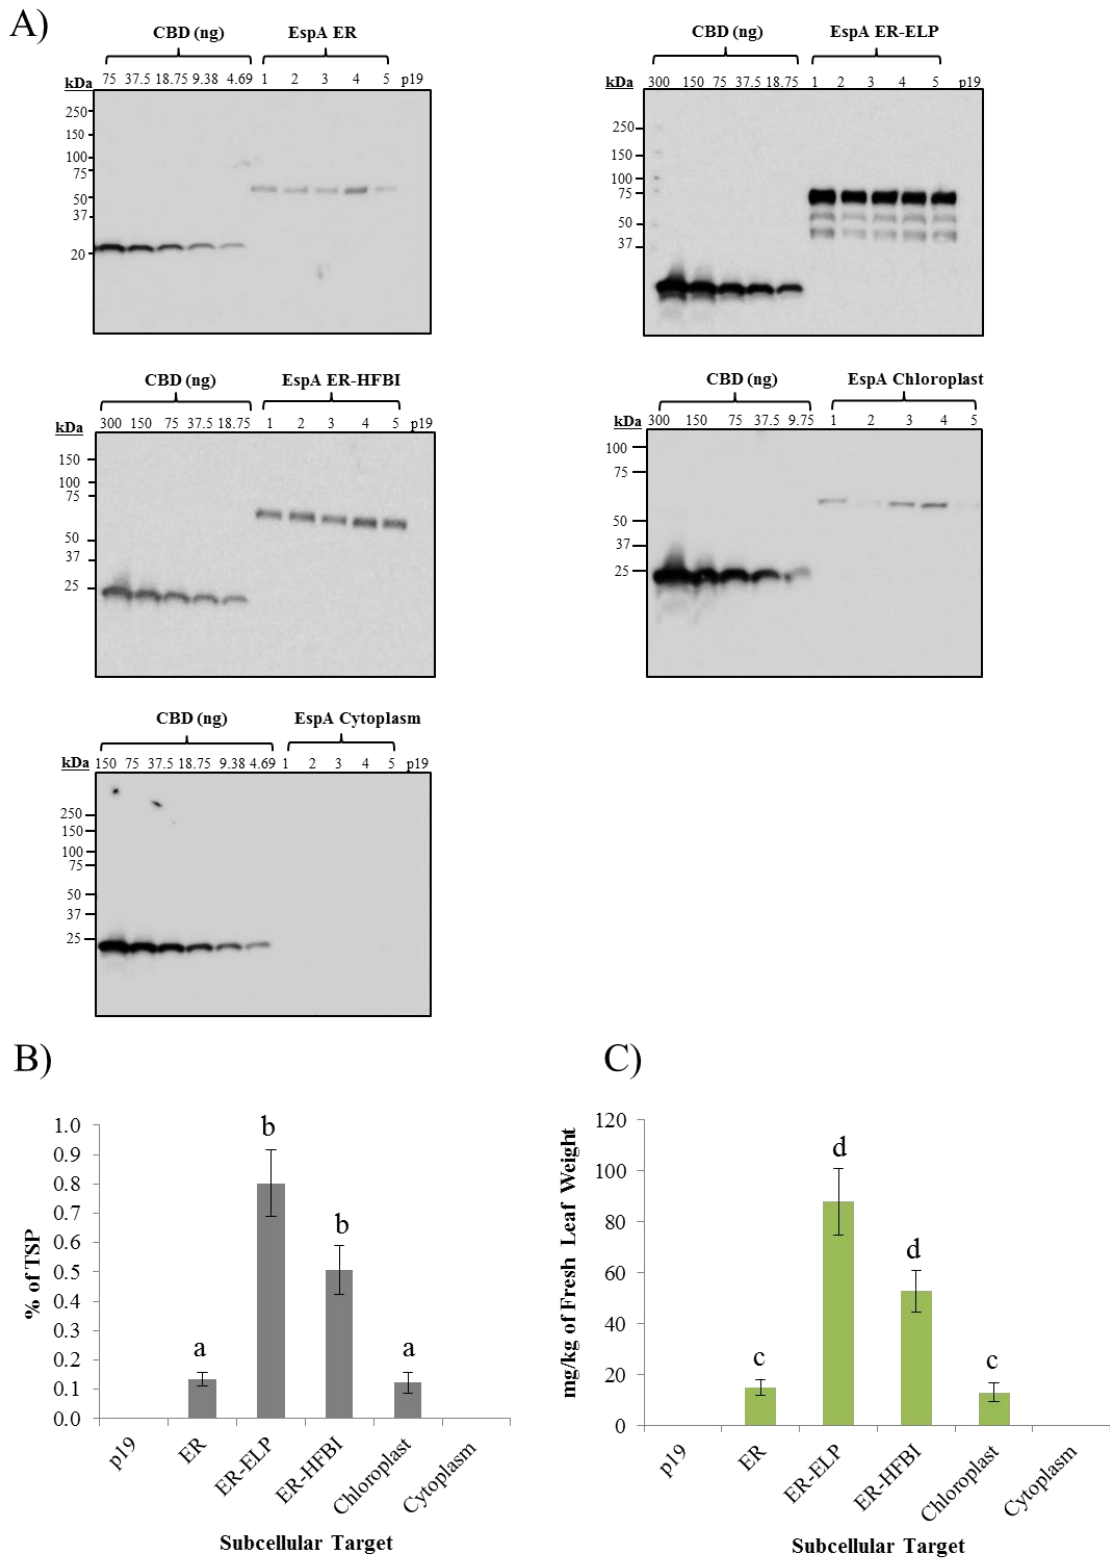 A)
CBD (ng) EspA ER
kDa 75 37.5 18.75 9.38 4.69 1 2 3 4 5 p19
250
150
100
75
50
37
20
CBD (ng) EspA ER-ELP
kDa 300 150 75 37.5 18.75 1 2 3 4 5 p19
250
150
100
75
50
37
CBD (ng) EspA ER-HFBI
kDa 300 150 75 37.5 18.75 1 2 3 4 5 p19
150
100
75
50
37
25
CBD (ng) EspA Chloroplast
kDa 300 150 75 37.5 9.75 1 2 3 4 5
100
75
50
37
25
CBD (ng) EspA Cytoplasm
kDa 150 75 37.5 18.75 9.38 4.69 1 2 3 4 5 p19
250
150
100
75
50
37
25
B)
% of TSP
1.0
0.9
0.8
0.7
0.6
0.5
0.4
0.3
0.2
0.1
0.0
a
b
b
a
p19 ER ER-ELP ER-HFBI Chloroplast Cytoplasm
Subcellular Target
C)
mg/kg of Fresh Leaf Weight
120
100
80
60
40
20
0
c
d
d
c
p19 ER ER-ELP ER-HFBI Chloroplast Cytoplasm
Subcellular Target